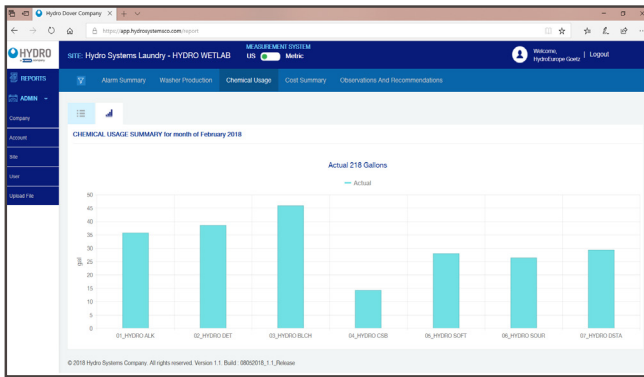 Hydro Dover Company
https://app.hydrosystemsco.com/report
HYDRO
SITE: Hydro Systems Laundry - HYDRO WETLAB
MEASUREMENT SYSTEM
US Metric
Welcome,
HydroEurope Goetz
Logout
REPORTS
ADMIN
Company
Account
Site
User
Upload File
Alarm Summary Washer Production Chemical Usage Cost Summary Observations And Recommendations
CHEMICAL USAGE SUMMARY for month of February 2018
Actual 218 Gallons
Actual
gal
50
45
40
35
30
25
20
15
10
5
0
01_HYDRO ALK 02_HYDRO DET 03_HYDRO BLCH 04_HYDRO CSB 05_HYDRO SOFT 06_HYDRO SOUR 07_HYDRO DSTA
© 2018 Hydro Systems Company. All rights reserved. Version 1.1. Build : 08052018_1.1_Release